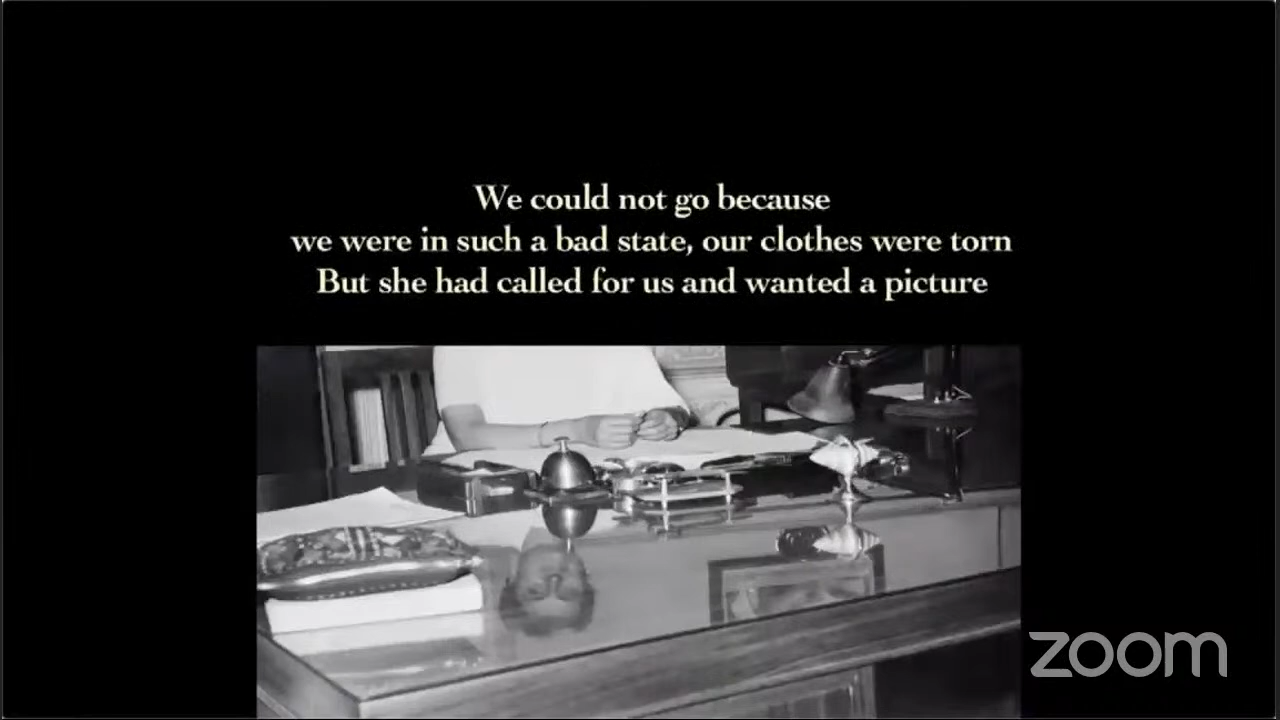 We could not go because
we were in such a bad state, our clothes were torn
But she had called for us and wanted a picture
zoom